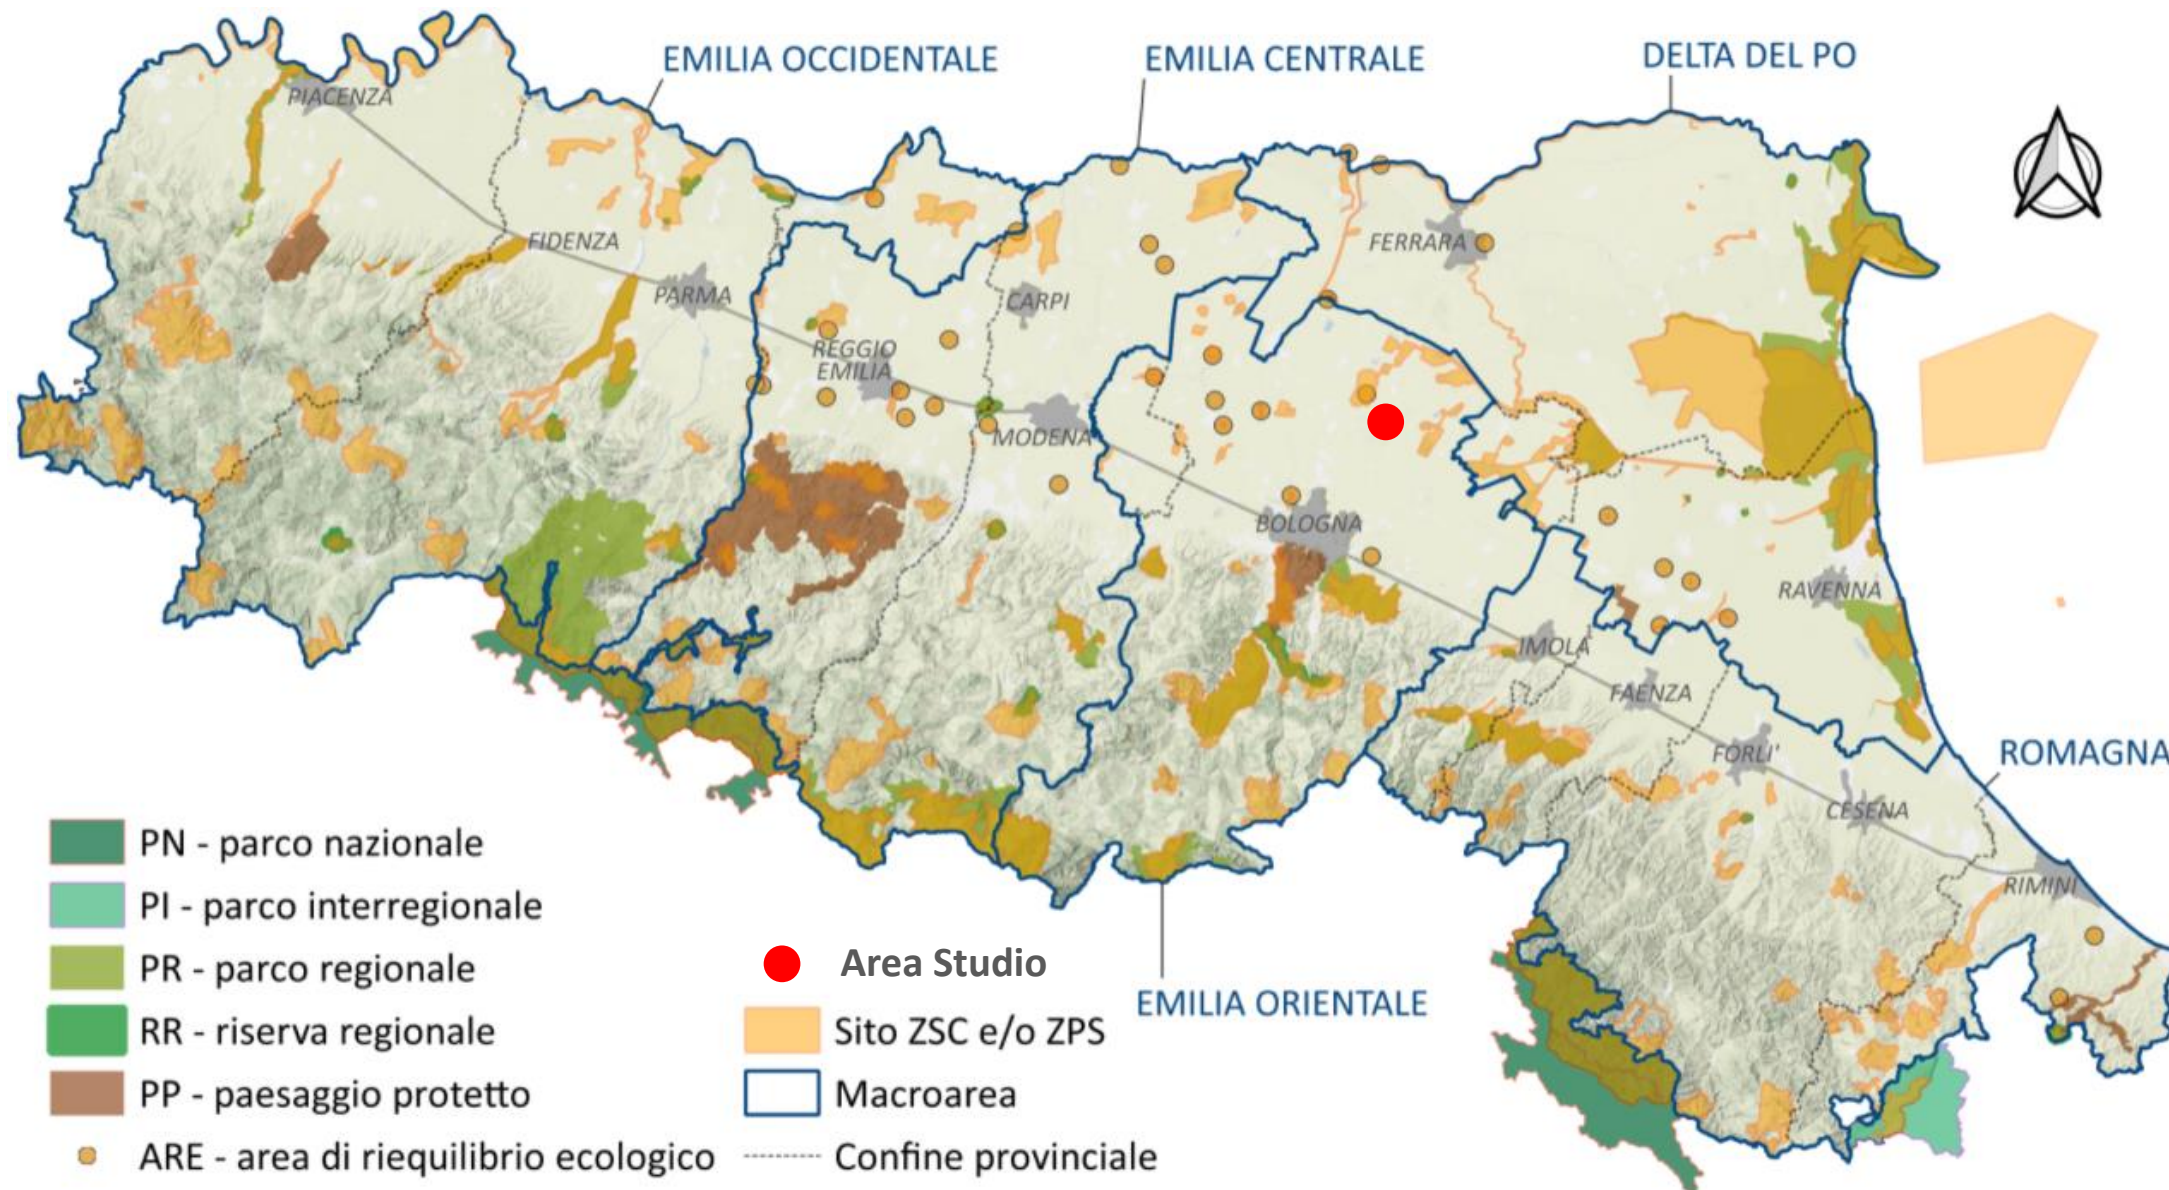 EMILIA OCCIDENTALE
EMILIA CENTRALE
DELTA DEL PO
PIACENZA
FIDENZA
FERRARA
PARMA
CARPI
REGGIO
EMILIA
MODENA
BOLOGNA
RAVENNA
IMOLA
FAENZA
FORLI'
ROMAGNA
CESENA
RIMINI
EMILIA ORIENTALE
PN - parco nazionale
PI - parco interregionale
PR - parco regionale
RR - riserva regionale
PP - paesaggio protetto
ARE - area di riequilibrio ecologico
Area Studio
Sito ZSC e/o ZPS
Macroarea
Confine provinciale